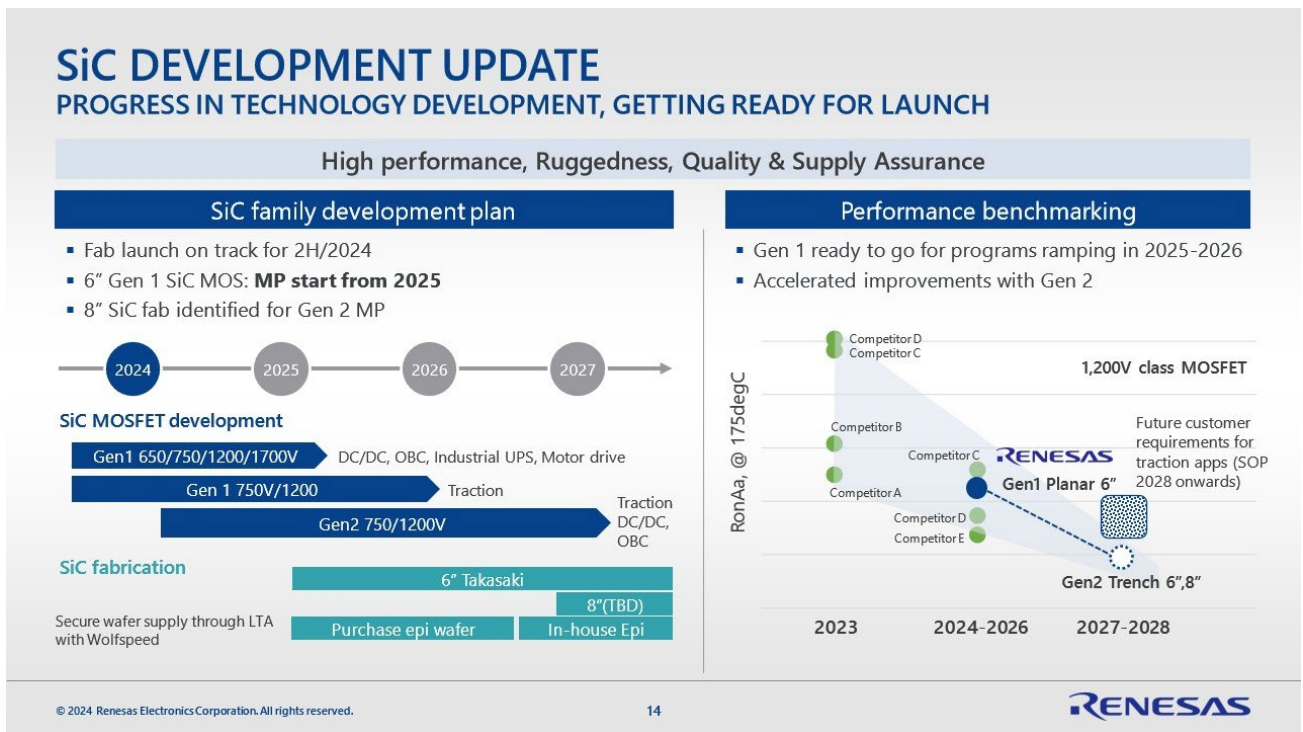 SiC DEVELOPMENT UPDATE
PROGRESS IN TECHNOLOGY DEVELOPMENT, GETTING READY FOR LAUNCH
High performance, Ruggedness, Quality & Supply Assurance
SiC family development plan
▪ Fab launch on track for 2H/2024
▪ 6” Gen 1 SiC MOS: MP start from 2025
▪ 8” SiC fab identified for Gen 2 MP
2024
2025
2026
2027
SiC MOSFET development
Gen1 650/750/1200/1700V
DC/DC, OBC, Industrial UPS, Motor drive
Gen 1 750V/1200
Traction
Gen2 750/1200V
Traction
DC/DC,
OBC
SiC fabrication
6” Takasaki
8”(TBD)
Secure wafer supply through LTA
with Wolfspeed
Purchase epi wafer
In-house Epi
Performance benchmarking
▪ Gen 1 ready to go for programs ramping in 2025-2026
▪ Accelerated improvements with Gen 2
RonAa, @ 175degC
Competitor D
Competitor C
1,200V class MOSFET
Competitor B
Competitor A
Competitor C
RENESAS
Gen1 Planar 6”
Future customer
requirements for
traction apps (SOP
2028 onwards)
Competitor D
Competitor E
Gen2 Trench 6”,8”
2023
2024-2026
2027-2028
© 2024 Renesas Electronics Corporation. All rights reserved.
14
RENESAS